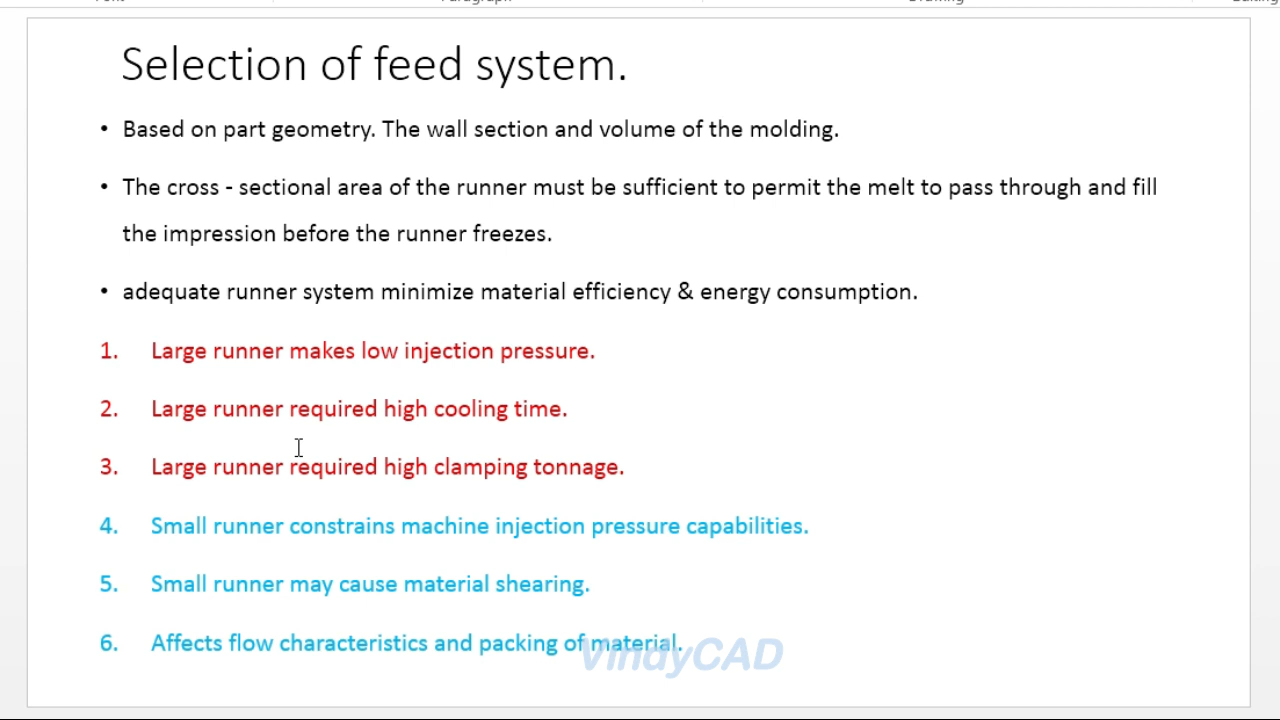 Selection of feed system.
• Based on part geometry. The wall section and volume of the molding.
• The cross - sectional area of the runner must be sufficient to permit the melt to pass through and fill
the impression before the runner freezes.
• adequate runner system minimize material efficiency & energy consumption.
1. Large runner makes low injection pressure.
2. Large runner required high cooling time.
3. Large runner required high clamping tonnage.
4. Small runner constrains machine injection pressure capabilities.
5. Small runner may cause material shearing.
6. Affects flow characteristics and packing of material.
VindyCAD